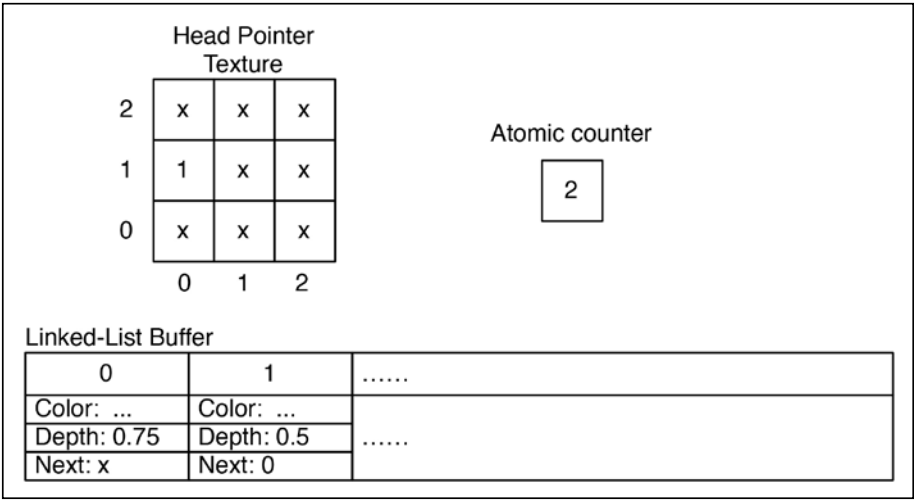 Head Pointer
Texture
2 x x x
Atomic counter
1 1 x x
2
0 x x x
0 1 2
Linked-List Buffer
0 1 ......
Color: ... Color: ...
Depth: 0.75 Depth: 0.5 ......
Next: x Next: 0